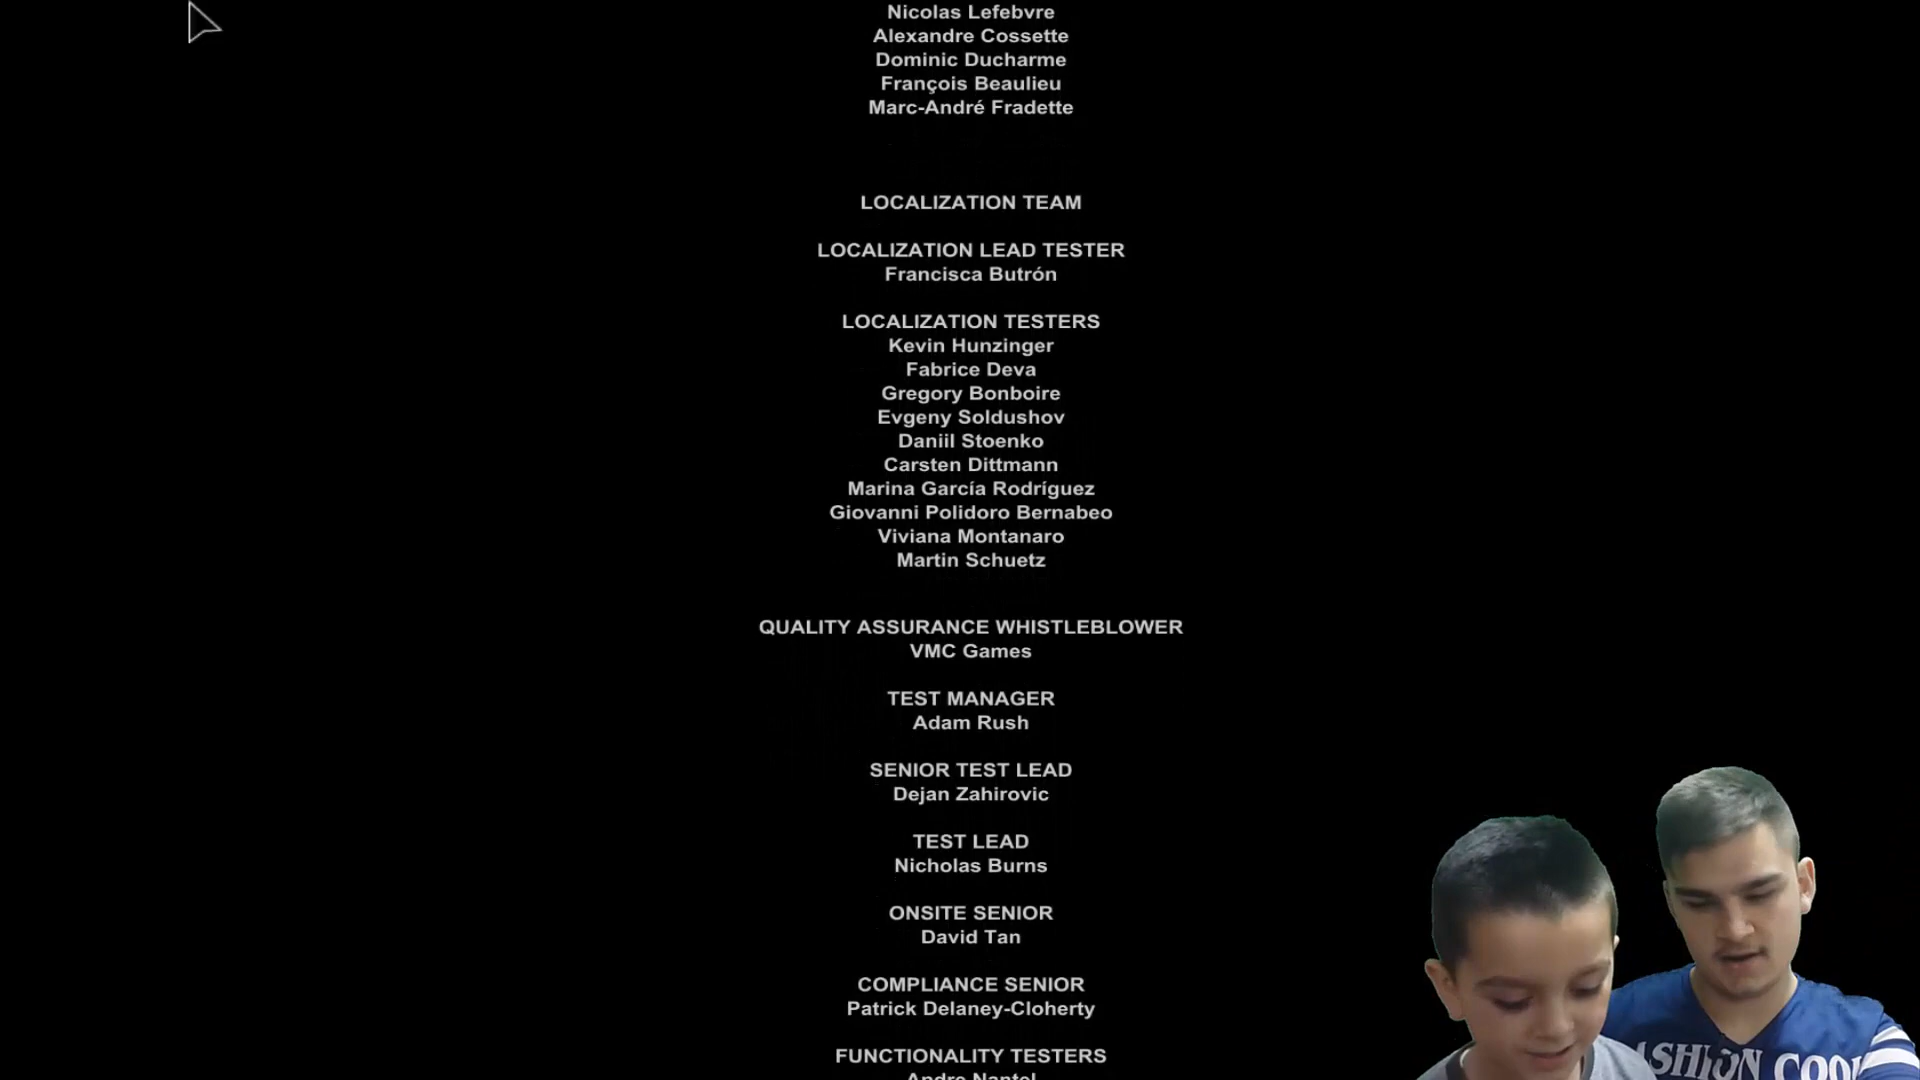 Nicolas Lefebvre
Alexandre Cossette
Dominic Ducharme
François Beaulieu
Marc-André Fradette
LOCALIZATION TEAM
LOCALIZATION LEAD TESTER
Francisca Butrón
LOCALIZATION TESTERS
Kevin Hunzinger
Fabrice Deva
Gregory Bonboire
Evgeny Soldushov
Daniil Stoenko
Carsten Dittmann
Marina García Rodríguez
Giovanni Polidoro Bernabeo
Viviana Montanaro
Martin Schuetz
QUALITY ASSURANCE WHISTLEBLOWER
VMC Games
TEST MANAGER
Adam Rush
SENIOR TEST LEAD
Dejan Zahirovic
TEST LEAD
Nicholas Burns
ONSITE SENIOR
David Tan
COMPLIANCE SENIOR
Patrick Delaney-Cloherty
FUNCTIONALITY TESTERS
Andre Nantel